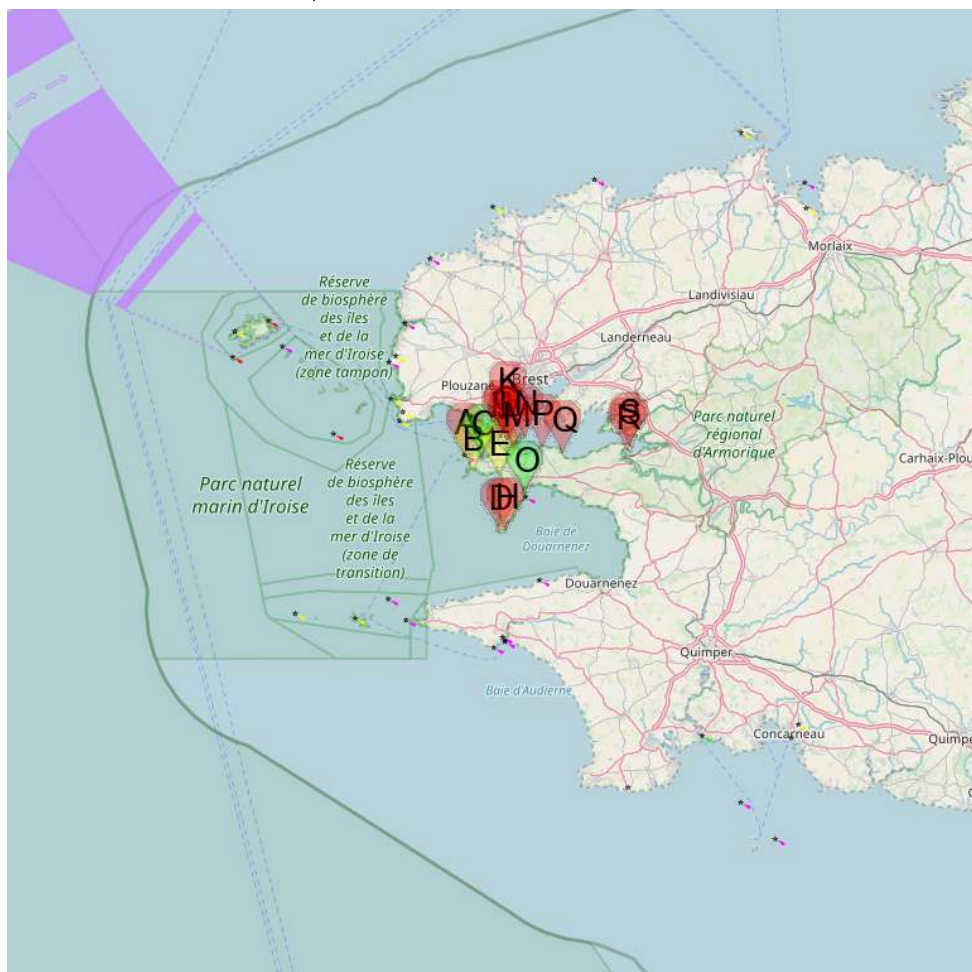 Morlaix
Landivisiau
Landerneau
Réserve
de biosphère
des îles
et de la
mer d'Iroise
(zone tampon)
Plouzané
Brest
K
N
M
P
Q
S
R
A
C
B
E
O
D
H
Parc naturel
régional
d'Armorique
Carhaix-Plou
Parc naturel
marin d'Iroise
Réserve
de biosphère
des îles
et de la
mer d'Iroise
(zone de
transition)
Baie de
Douarnenez
Douarnenez
Quimper
Baie d'Audierne
Concarneau
Quimpe